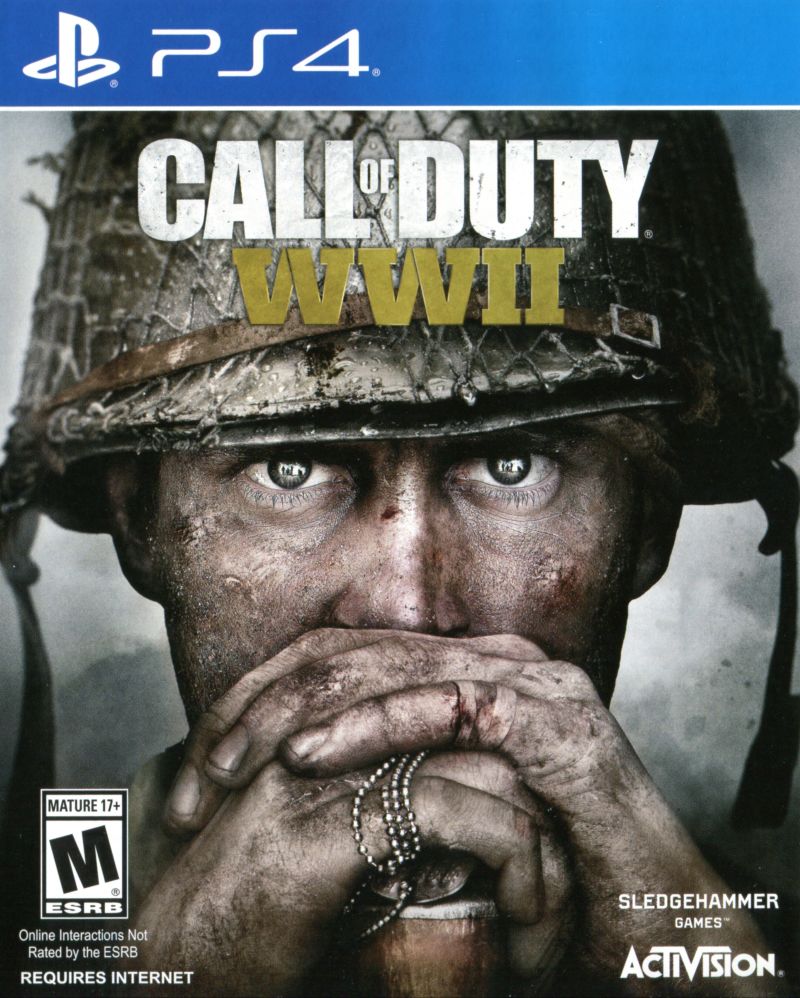 PS4®
CALL OF DUTY®
WWII
MATURE 17+
M®
ESRB
Online Interactions Not
Rated by the ESRB
REQUIRES INTERNET
SLEDGEHAMMER
GAMES™
ACTIVISION®